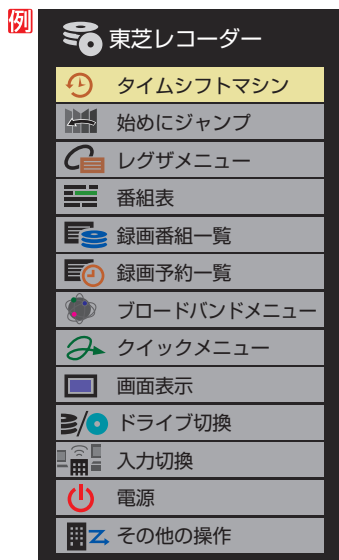 例
東芝レコーダー
タイムシフトマシン
始めにジャンプ
レグザメニュー
番組表
録画番組一覧
録画予約一覧
ブロードバンドメニュー
クイックメニュー
画面表示
ドライブ切換
入力切換
電源
その他の操作